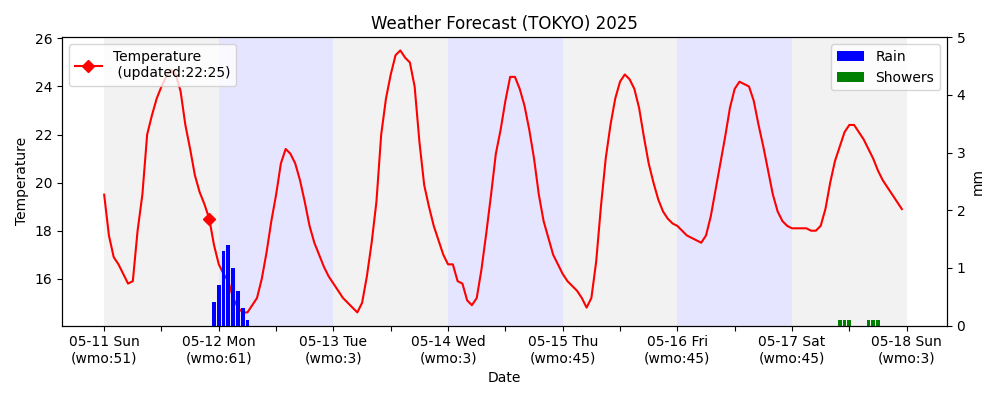 Weather Forecast (TOKYO) 2025
Temperature
(updated:22:25)
Rain
Showers
26
24
22
20
18
16
Temperature
5
4
3
2
1
0
mm
05-11 Sun
(wmo:51)
05-12 Mon
(wmo:61)
05-13 Tue
(wmo:3)
05-14 Wed
(wmo:3)
05-15 Thu
(wmo:45)
05-16 Fri
(wmo:45)
05-17 Sat
(wmo:45)
05-18 Sun
(wmo:3)
Date